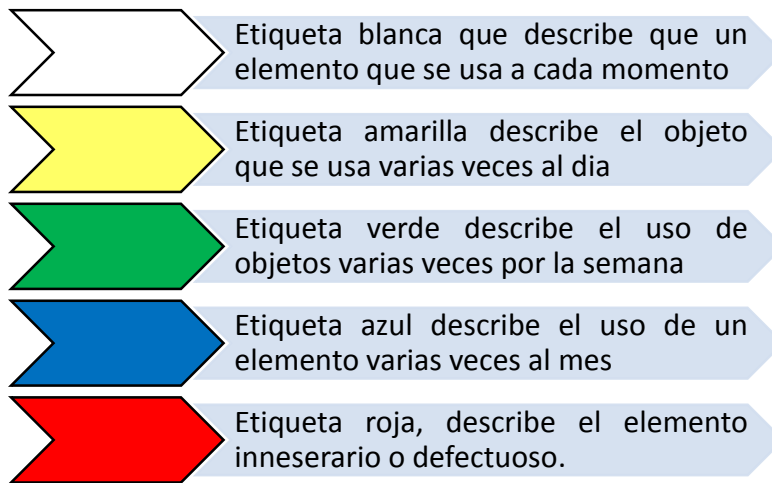 Etiqueta blanca que describe que un
elemento que se usa a cada momento
Etiqueta amarilla describe el objeto
que se usa varias veces al dia
Etiqueta verde describe el uso de
objetos varias veces por la semana
Etiqueta azul describe el uso de un
elemento varias veces al mes
Etiqueta roja, describe el elemento
inneserario o defectuoso.